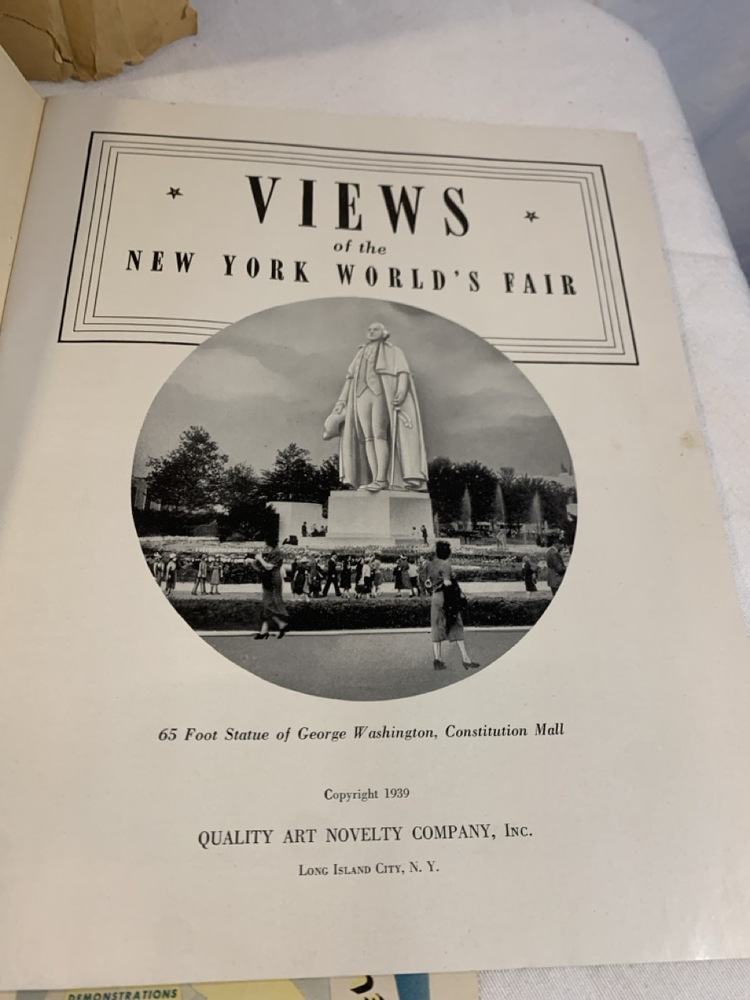 VIEWS
of the
NEW YORK WORLD'S FAIR
65 Foot Statue of George Washington, Constitution Mall
Copyright 1939
QUALITY ART NOVELTY COMPANY, INC.
LONG ISLAND CITY, N. Y.
DEMONSTRATIONS